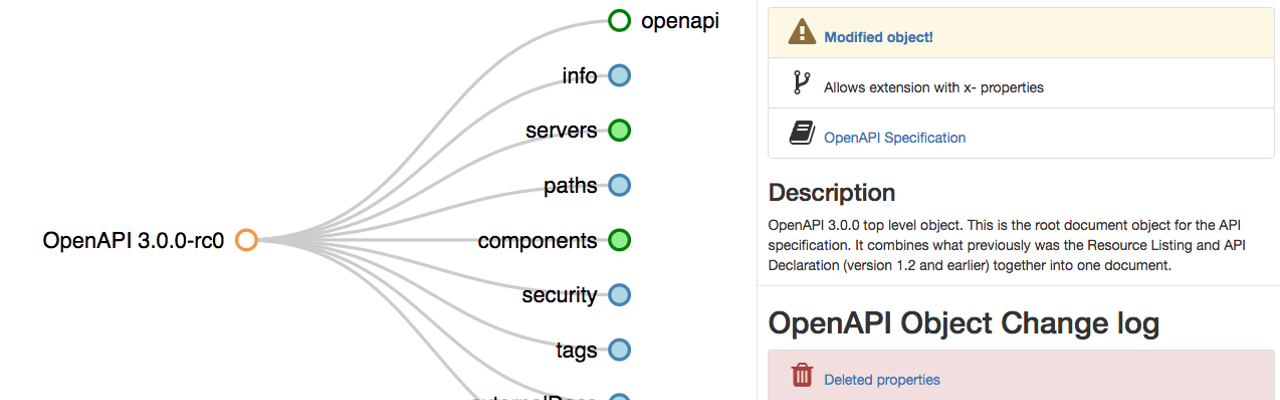 openapi
info
servers
paths
OpenAPI 3.0.0-rc0
components
security
tags
externalDocs
Modified object!
Allows extension with x- properties
OpenAPI Specification
Description
OpenAPI 3.0.0 top level object. This is the root document object for the API
specification. It combines what previously was the Resource Listing and API
Declaration (version 1.2 and earlier) together into one document.
OpenAPI Object Change log
Deleted properties